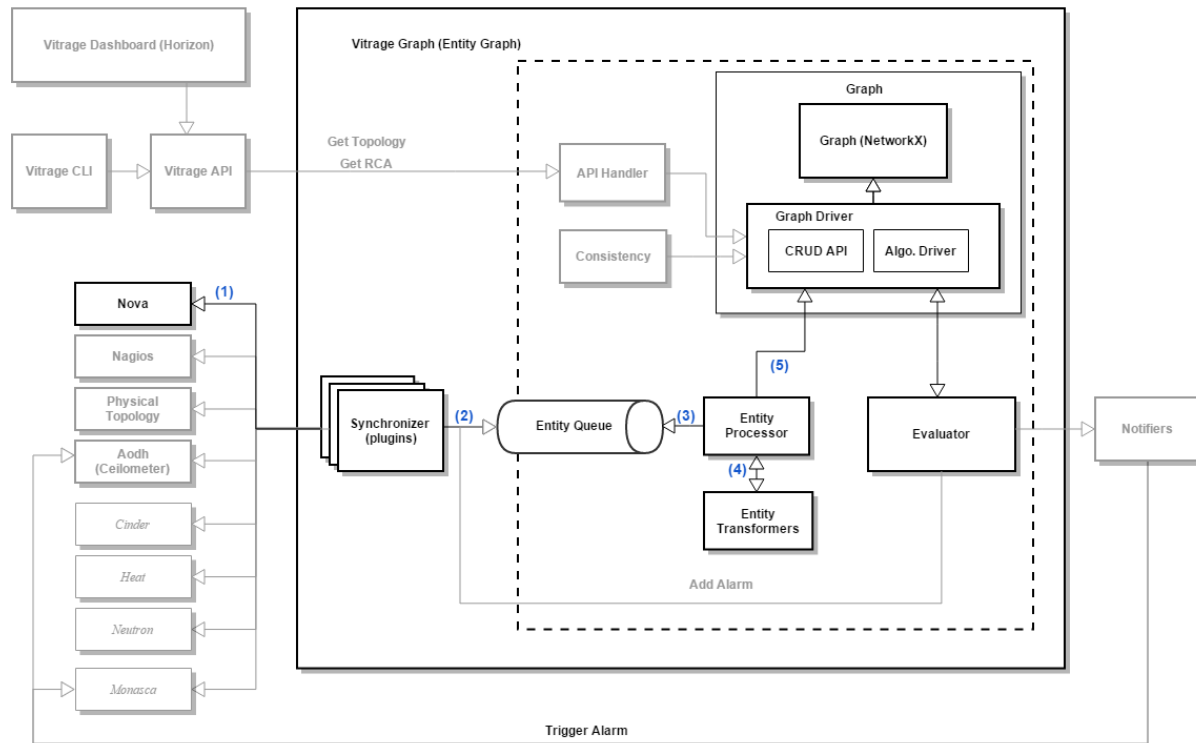 Vitrage Dashboard (Horizon)
Vitrage CLI
Vitrage API
Get Topology
Get RCA
Vitrage Graph (Entity Graph)
Graph
Graph (NetworkX)
API Handler
Graph Driver
CRUD API
Algo. Driver
Consistency
Nova
(1)
Nagios
Physical
Topology
Aodh
(Ceilometer)
Cinder
Heat
Neutron
Monasca
Synchronizer
(plugins)
(2)
Entity Queue
(3)
Entity
Processor
(4)
Entity
Transformers
(5)
Evaluator
Notifiers
Add Alarm
Trigger Alarm